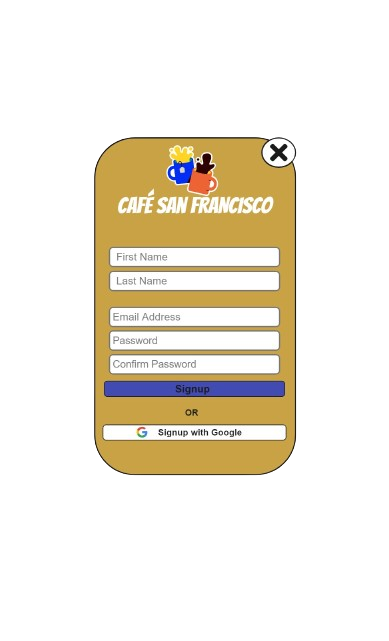 CAFÉ SAN FRANCISCO
First Name
Last Name
Email Address
Password
Confirm Password
Signup
OR
Signup with Google